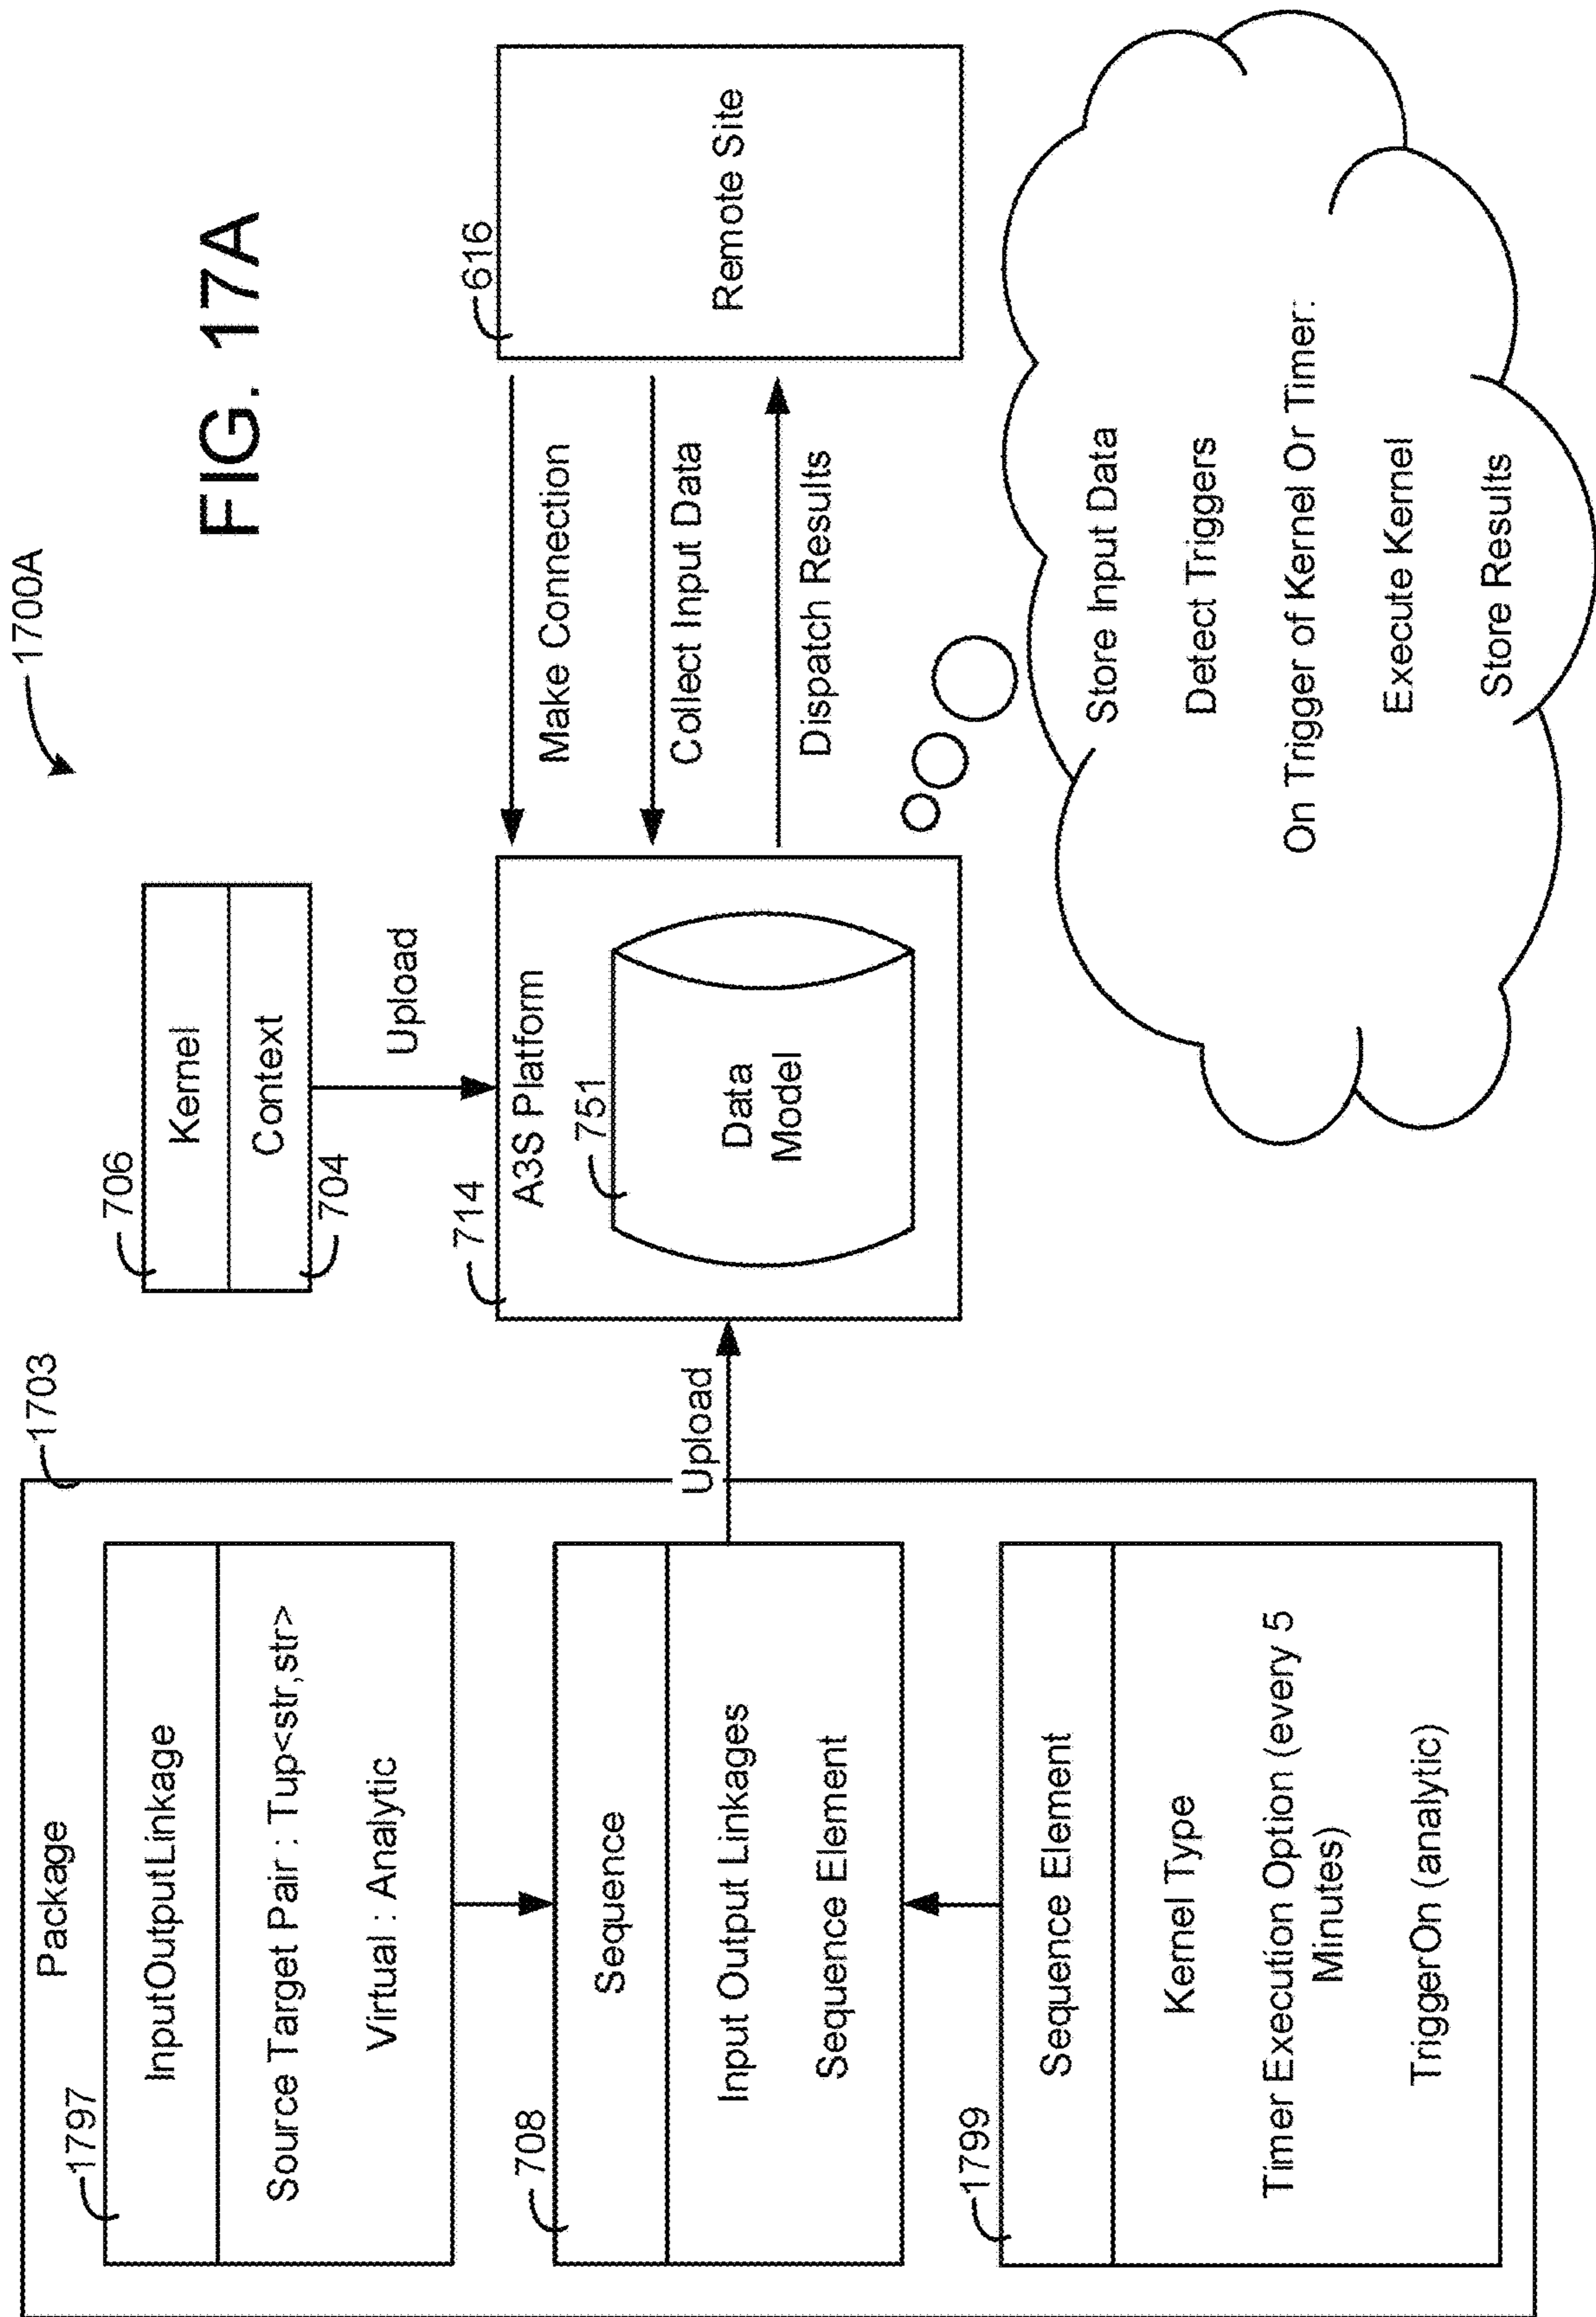 FIG. 17A
1700A
Package
1703
1797
InputOutputLinkage
Source Target Pair : Tup<str,str>
Virtual : Analytic
708
Sequence
Input Output Linkages
Sequence Element
1799
Sequence Element
Kernel Type
Timer Execution Option (every 5
Minutes)
TriggerOn (analytic)
Upload
706
Kernel
Context
704
Upload
714
A3S Platform
751
Data
Model
Make Connection
Collect Input Data
Dispatch Results
616
Remote Site
Store Input Data
Detect Triggers
On Trigger of Kernel Or Timer:
Execute Kernel
Store Results